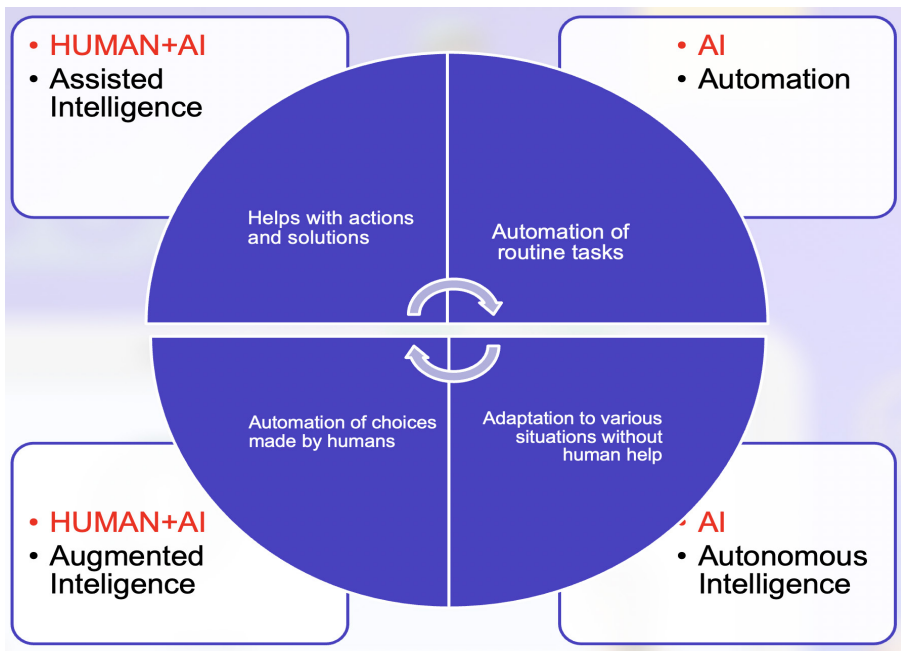 • HUMAN+AI
• Assisted
Intelligence
• AI
• Automation
Helps with actions
and solutions
Automation of
routine tasks
Automation of choices
made by humans
Adaptation to various
situations without
human help
• HUMAN+AI
• Augmented
Inteligence
• AI
• Autonomous
Intelligence